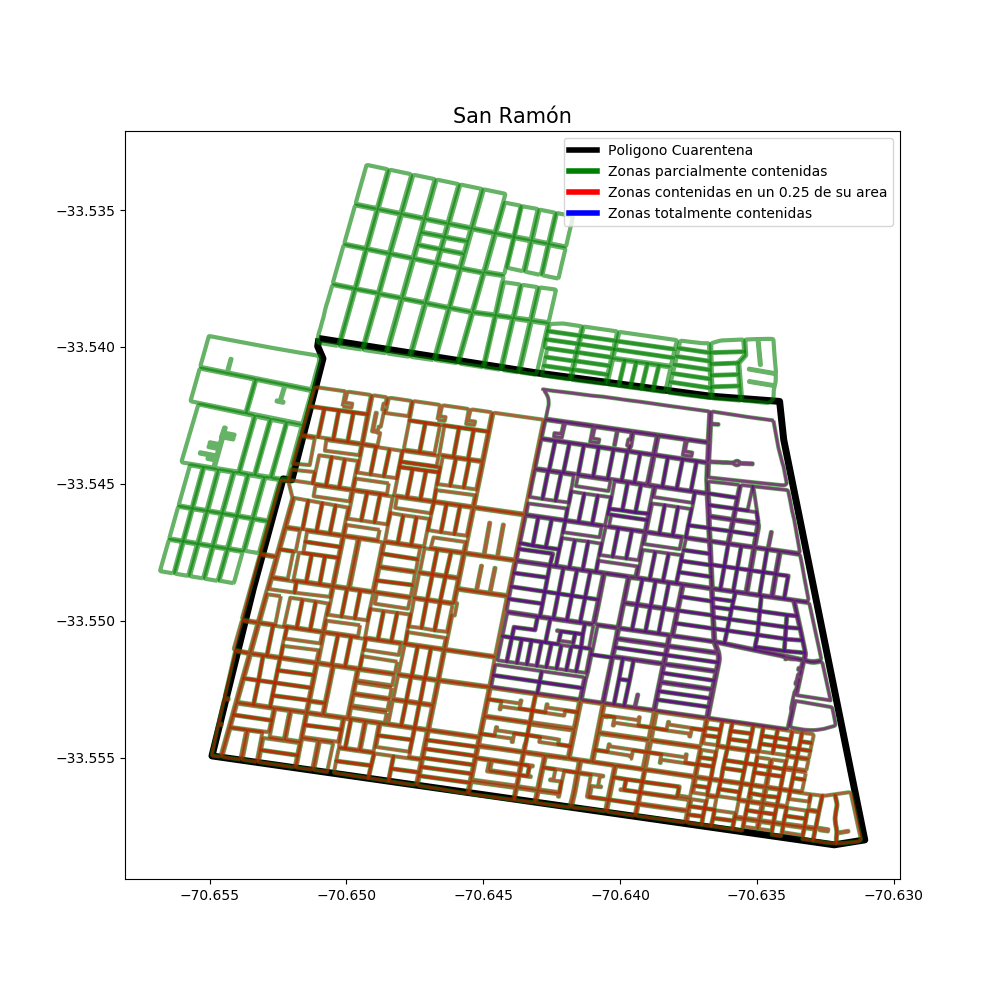 San Ramón
Poligono Cuarentena
Zonas parcialmente contenidas
Zonas contenidas en un 0.25 de su area
Zonas totalmente contenidas
−33.535
−33.540
−33.545
−33.550
−33.555
−70.655 −70.650 −70.645 −70.640 −70.635 −70.630